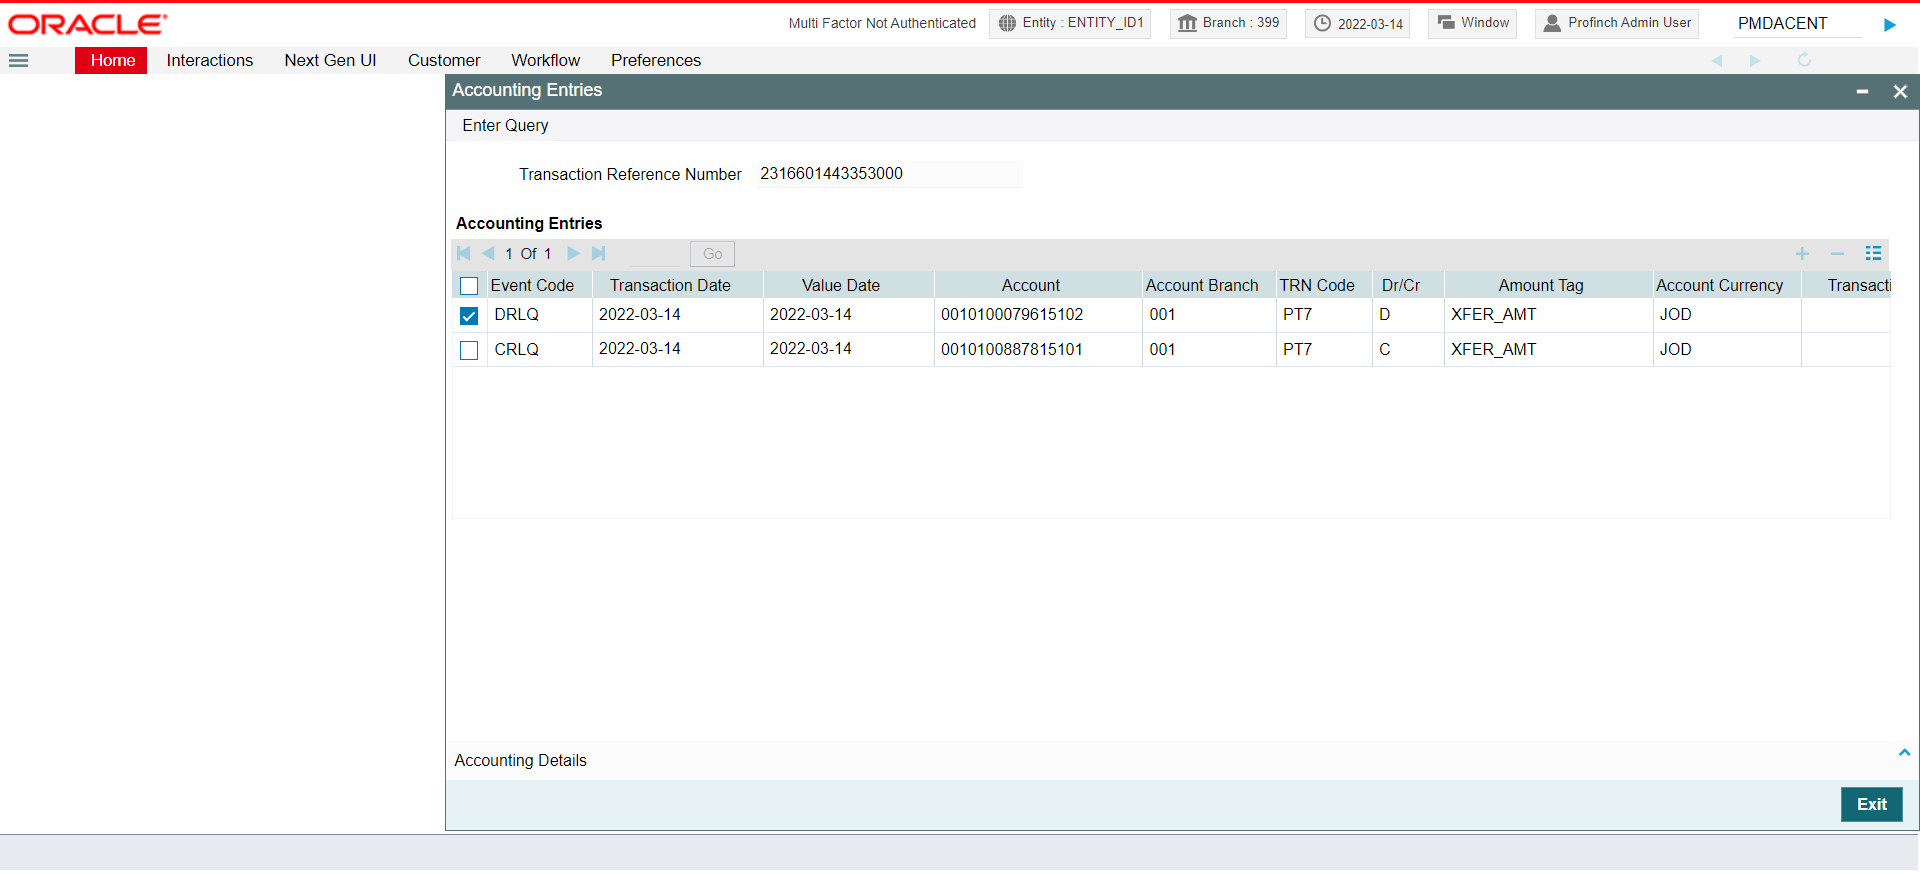 ORACLE
Multi Factor Not Authenticated Entity : ENTITY_ID1 Branch : 399 2022-03-14 Window Profinch Admin User PMDACENT
Home Interactions Next Gen UI Customer Workflow Preferences
Accounting Entries
Enter Query
Transaction Reference Number 2316601443353000
Accounting Entries
1 Of 1 Go
Event Code Transaction Date Value Date Account Account Branch TRN Code Dr/Cr Amount Tag Account Currency Transacti
DRLQ 2022-03-14 2022-03-14 0010100079615102 001 PT7 D XFER_AMT JOD
CRLQ 2022-03-14 2022-03-14 0010100887815101 001 PT7 C XFER_AMT JOD
Accounting Details
Exit